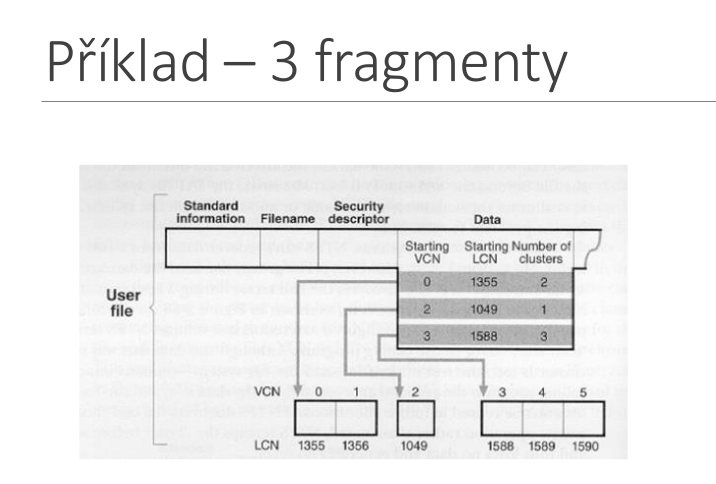 Příklad – 3 fragmenty
Standard information
Filename
Security descriptor
Data
Starting VCN
Starting LCN
Number of clusters
0 1355 2
2 1049 1
3 1588 3
User file
VCN 0 1 2 3 4 5
LCN 1355 1356 1049 1588 1589 1590